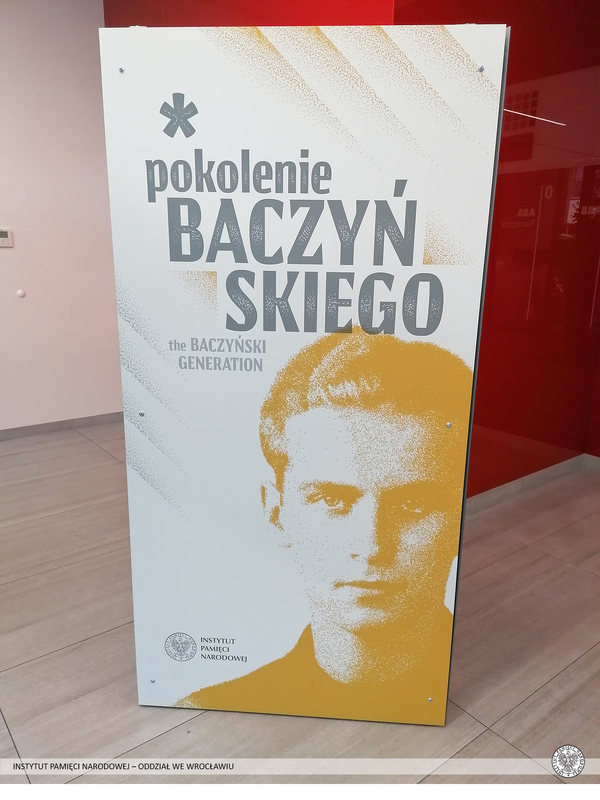 *
pokolenie
BACZYŃ
SKIEGO
the BACZYŃSKI
GENERATION
INSTYTUT
PAMIĘCI
NARODOWEJ
INSTYTUT PAMIĘCI NARODOWEJ – ODDZIAŁ WE WROCŁAWIU